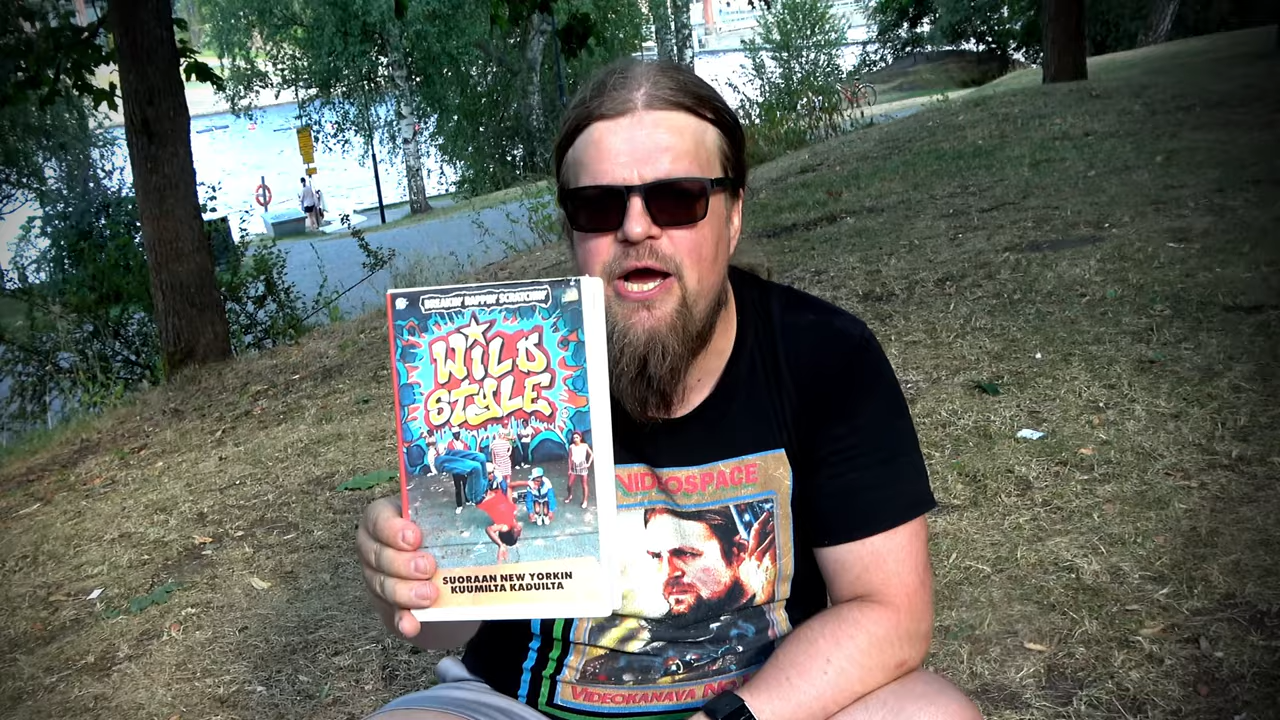 BREAKIN' RAPPIN' SCRATCHIN'
WILD
STYLE
SUORAAN NEW YORKIN
KUUMILTA KADUILTA
VIDEOSPACE
VIDEOKANAVA